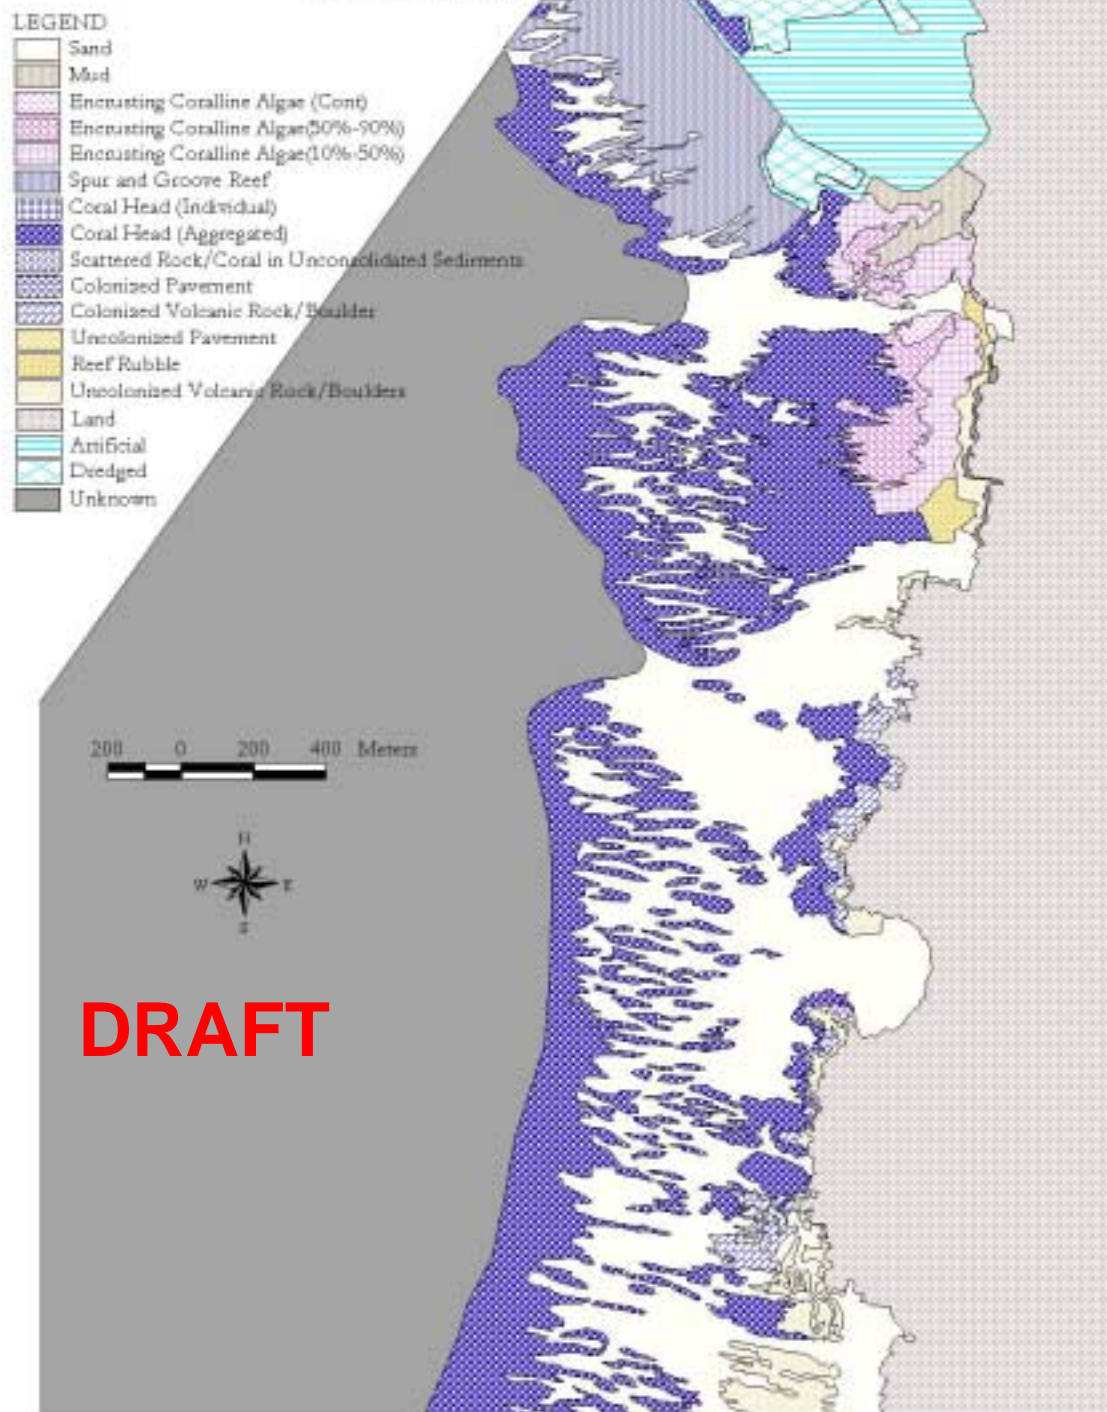 LEGEND
Sand
Mud
Encrusting Coralline Algae (Cont)
Encrusting Coralline Algae(50%-90%)
Encrusting Coralline Algae(10%-50%)
Spur and Groove Reef
Coral Head (Individual)
Coral Head (Aggregated)
Scattered Rock/Coral in Unconsolidated Sediments
Colonized Pavement
Colonized Volcanic Rock/Boulder
Uncolonized Pavement
Reef Rubble
Uncolonized Volcanic Rock/Boulders
Land
Artificial
Dredged
Unknown
200 0 200 400 Meters
N
W E
S
DRAFT